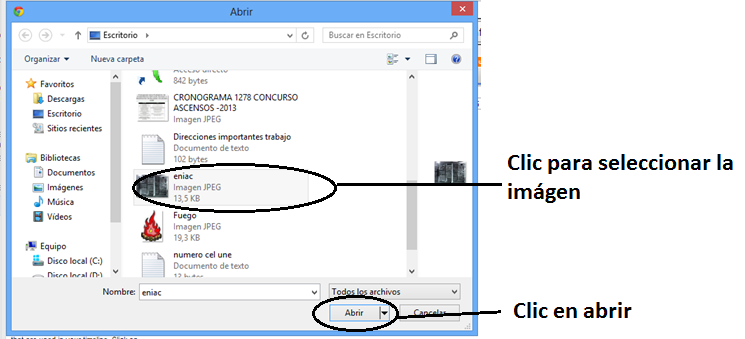 Abrir
Escritorio
Buscar en Escritorio
Organizar
Nueva carpeta
Favoritos
Descargas
Escritorio
Sitios recientes
Bibliotecas
Documentos
Imágenes
Música
Vídeos
Equipo
Disco local (C:)
Disco local (D:)
Acceso directo
842 bytes
CRONOGRAMA 1278 CONCURSO
ASCENSOS -2013
Imagen JPEG
Direcciones importantes trabajo
Documento de texto
102 bytes
eniac
Imagen JPEG
13,5 KB
Fuego
Imagen JPEG
19,3 KB
numero cel une
Documento de texto
13 bytes
Clic para seleccionar la
imágen
Nombre: eniac
Todos los archivos
Abrir
Cancelar
Clic en abrir